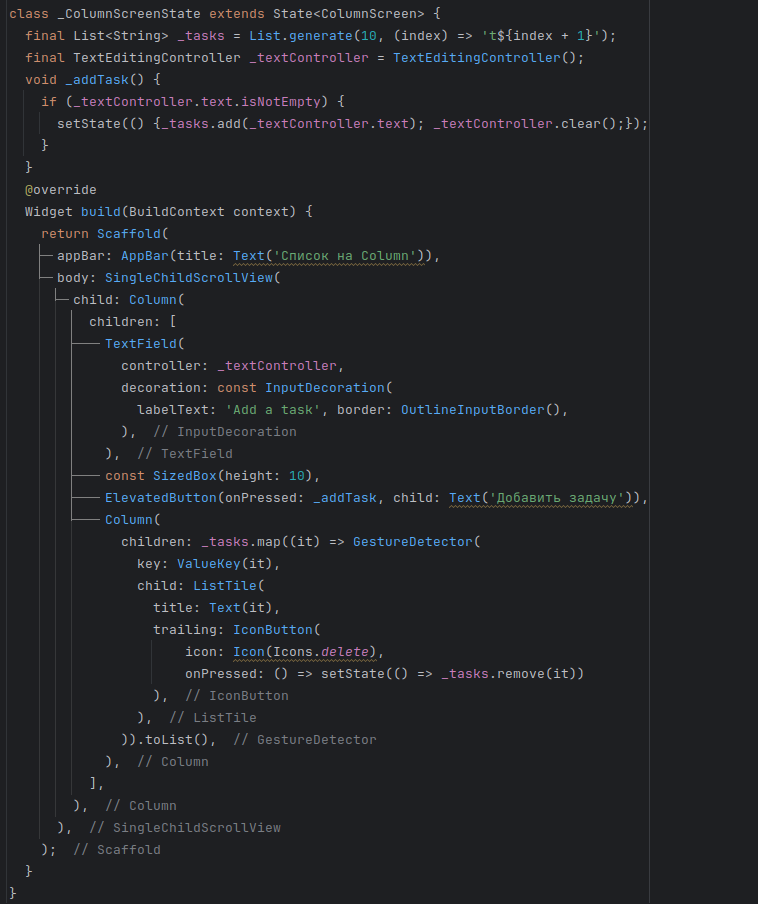 class _ColumnScreenState extends State<ColumnScreen> {
  final List<String> _tasks = List.generate(10, (index) => 't${index + 1}');
  final TextEditingController _textController = TextEditingController();
  void _addTask() {
    if (_textController.text.isNotEmpty) {
      setState(() {_tasks.add(_textController.text); _textController.clear();});
    }
  }
  @override
  Widget build(BuildContext context) {
    return Scaffold(
      appBar: AppBar(title: Text('Список на Column')),
      body: SingleChildScrollView(
        child: Column(
          children: [
            TextField(
              controller: _textController,
              decoration: const InputDecoration(
                labelText: 'Add a task', border: OutlineInputBorder(),
              ),  // InputDecoration
            ),  // TextField
            const SizedBox(height: 10),
            ElevatedButton(onPressed: _addTask, child: Text('Добавить задачу')),
            Column(
              children: _tasks.map((it) => GestureDetector(
                key: ValueKey(it),
                child: ListTile(
                  title: Text(it),
                  trailing: IconButton(
                      icon: Icon(Icons.delete),
                      onPressed: () => setState(() => _tasks.remove(it))
                  ),  // IconButton
                ),  // ListTile
              )).toList(),  // GestureDetector
            ),  // Column
          ],
        ),  // Column
      ),  // SingleChildScrollView
    );  // Scaffold
  }
}